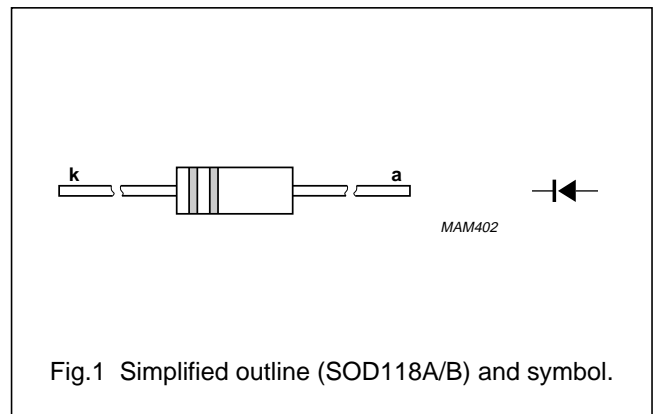 k
a
MAM402
Fig.1 Simplified outline (SOD118A/B) and symbol.